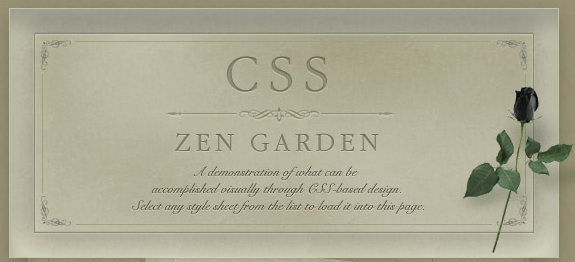 CSS
ZEN GARDEN
A demonstration of what can be
accomplished visually through CSS-based design.
Select any style sheet from the list to load it into this page.